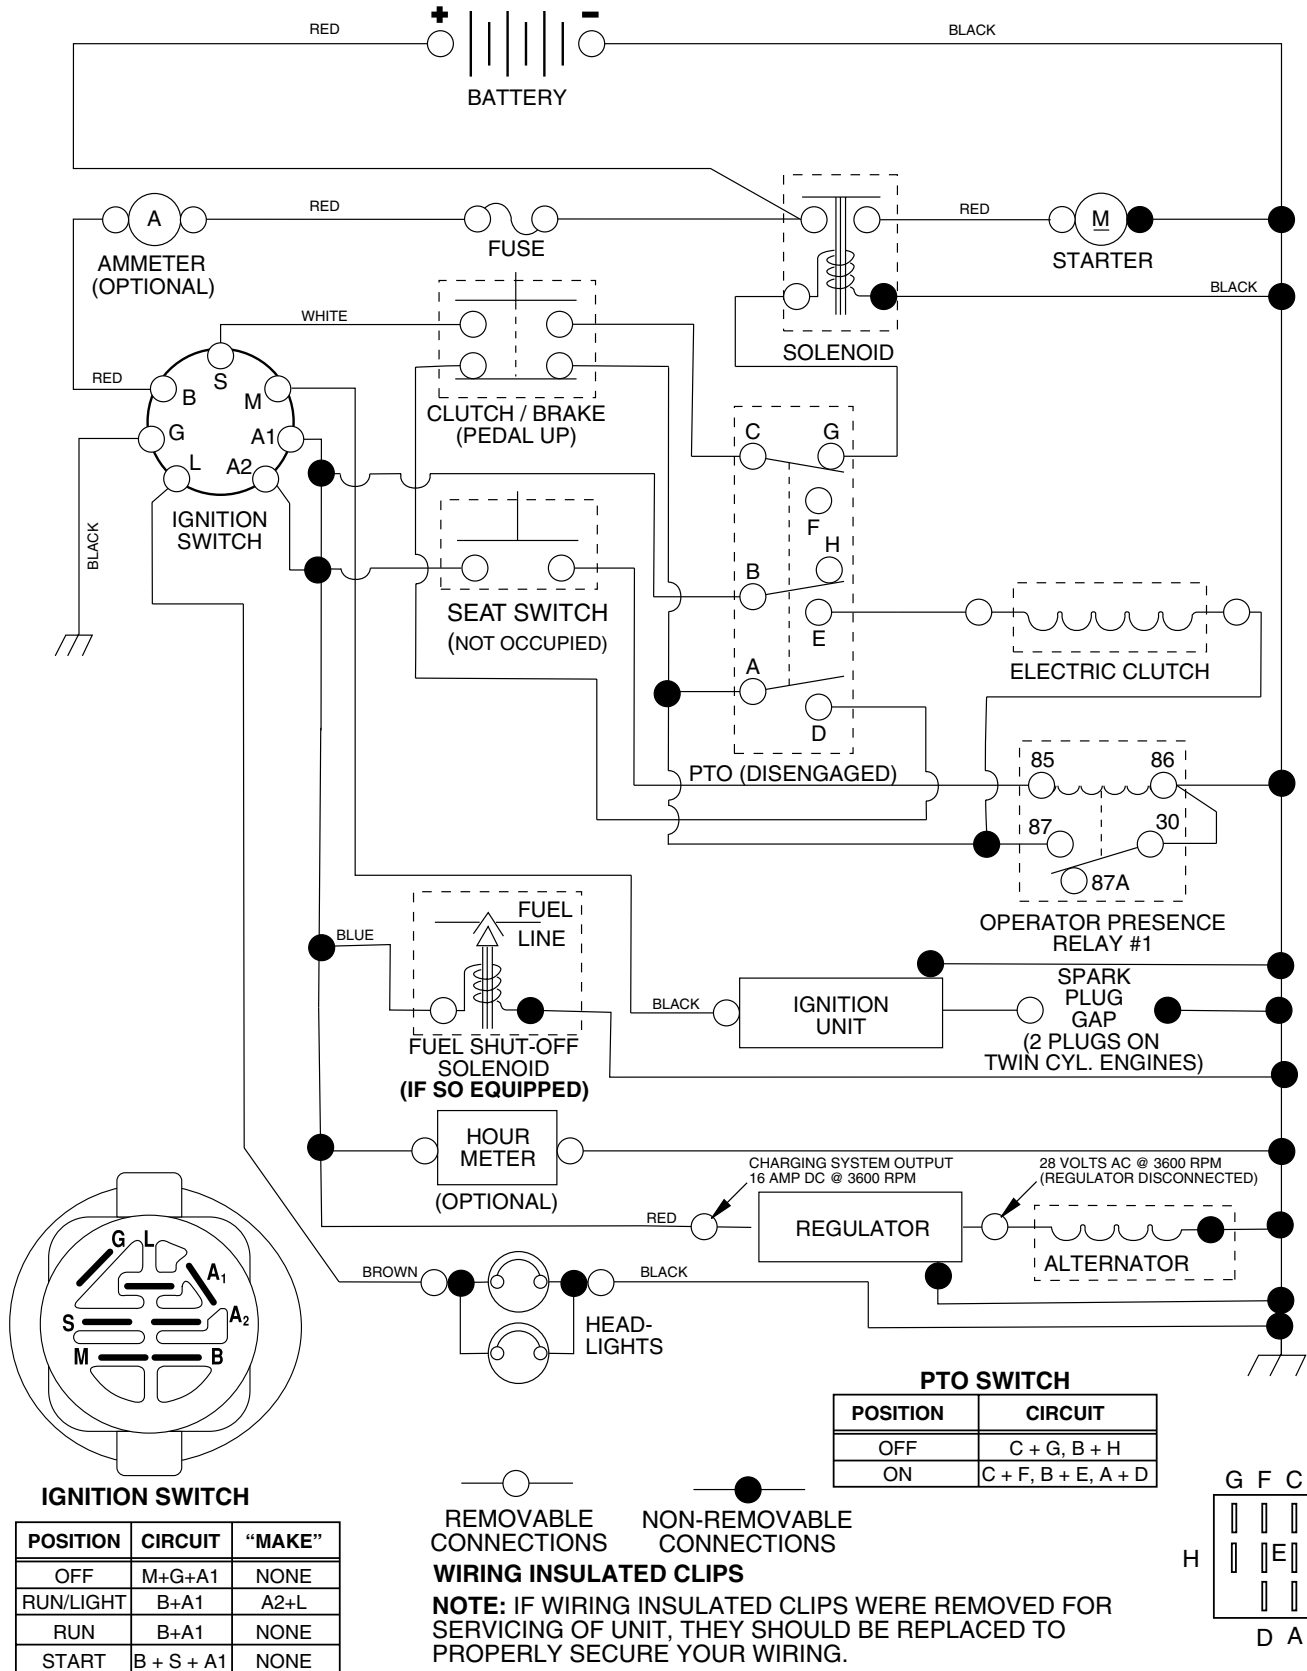 + -
RED
BLACK
BATTERY
A
RED
RED
M
FUSE
STARTER
AMMETER
(OPTIONAL)
BLACK
WHITE
SOLENOID
S
RED
B
M
CLUTCH / BRAKE
(PEDAL UP)
G
A1
C
G
L
A2
IGNITION
SWITCH
F
BLACK
H
B
SEAT SWITCH
(NOT OCCUPIED)
E
A
ELECTRIC CLUTCH
D
PTO (DISENGAGED)
85
86
87
30
87A
FUEL
LINE
OPERATOR PRESENCE
RELAY #1
BLUE
BLACK
IGNITION
UNIT
SPARK
PLUG
GAP
(2 PLUGS ON
TWIN CYL. ENGINES)
FUEL SHUT-OFF
SOLENOID
(IF SO EQUIPPED)
HOUR
METER
(OPTIONAL)
CHARGING SYSTEM OUTPUT
16 AMP DC @ 3600 RPM
28 VOLTS AC @ 3600 RPM
(REGULATOR DISCONNECTED)
RED
REGULATOR
ALTERNATOR
G
L
A1
A2
S
M
B
BROWN
BLACK
HEAD-
LIGHTS
PTO SWITCH
POSITION CIRCUIT
OFF C + G, B + H
ON C + F, B + E, A + D
G F C
H
E
D A
IGNITION SWITCH
POSITION CIRCUIT “MAKE”
OFF M+G+A1 NONE
RUN/LIGHT B+A1 A2+L
RUN B+A1 NONE
START B + S + A1 NONE
REMOVABLE
CONNECTIONS
NON-REMOVABLE
CONNECTIONS
WIRING INSULATED CLIPS
NOTE: IF WIRING INSULATED CLIPS WERE REMOVED FOR
SERVICING OF UNIT, THEY SHOULD BE REPLACED TO
PROPERLY SECURE YOUR WIRING.